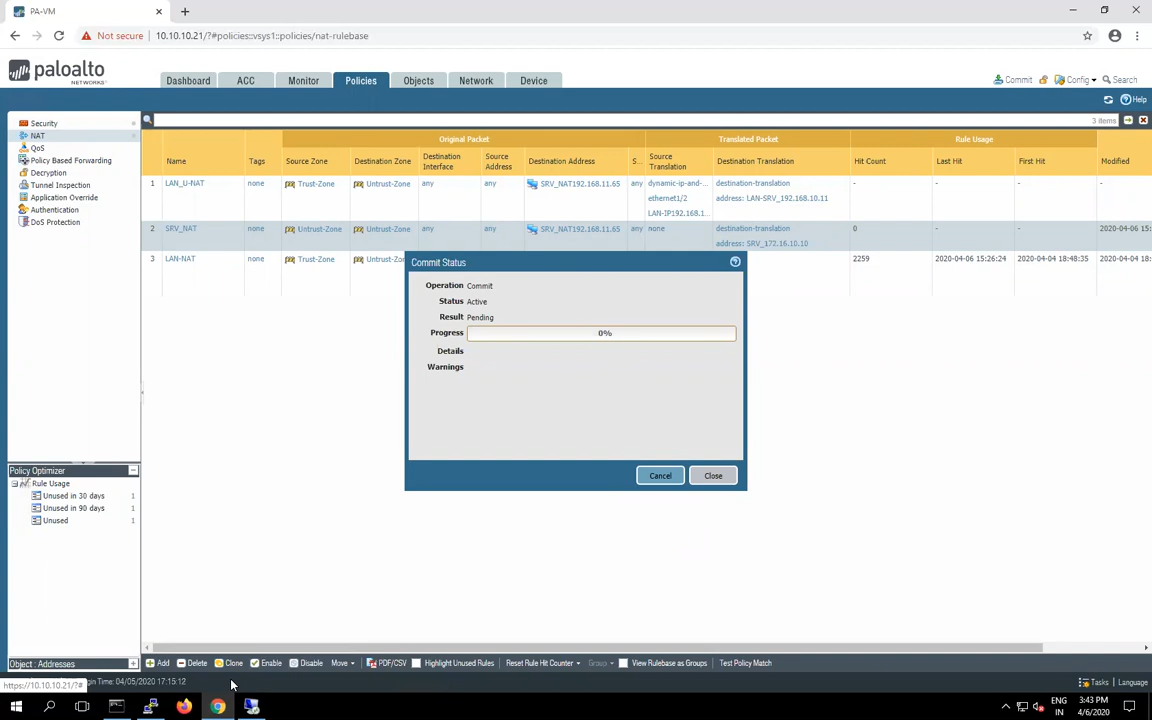 PA-VM
Not secure 10.10.10.21/?#policies::vsys1::policies/nat-rulebase
paloalto
NETWORKS
Dashboard ACC Monitor Policies Objects Network Device
Commit Config Search
Help
Security
NAT
QoS
Policy Based Forwarding
Decryption
Tunnel Inspection
Application Override
Authentication
DoS Protection
3 items
Original Packet Translated Packet Rule Usage
Name Tags Source Zone Destination Zone Destination Interface Source Address Destination Address S... Source Translation Destination Translation Hit Count Last Hit First Hit Modified
1 LAN_U-NAT none Trust-Zone Untrust-Zone any any SRV_NAT192.168.11.65 any dynamic-ip-and-... destination-translation - - - -
ethernet1/2 address: LAN-SRV_192.168.10.11
LAN-IP192.168.1...
2 SRV_NAT none Untrust-Zone Untrust-Zone any any SRV_NAT192.168.11.65 any none destination-translation 0 - - 2020-04-06 15:
address: SRV_172.16.10.10
3 LAN-NAT none Trust-Zone Untrust-Zo 2259 2020-04-06 15:26:24 2020-04-04 18:48:35 2020-04-04 18:
Commit Status
Operation Commit
Status Active
Result Pending
Progress 0%
Details
Warnings
Cancel Close
Policy Optimizer
Rule Usage
Unused in 30 days 1
Unused in 90 days 1
Unused 1
Object : Addresses
Add Delete Clone Enable Disable Move PDF/CSV Highlight Unused Rules Reset Rule Hit Counter Group View Rulebase as Groups Test Policy Match
https://10.10.10.21/?# gin Time: 04/05/2020 17:15:12 Tasks Language
ENG
IN
3:43 PM
4/6/2020